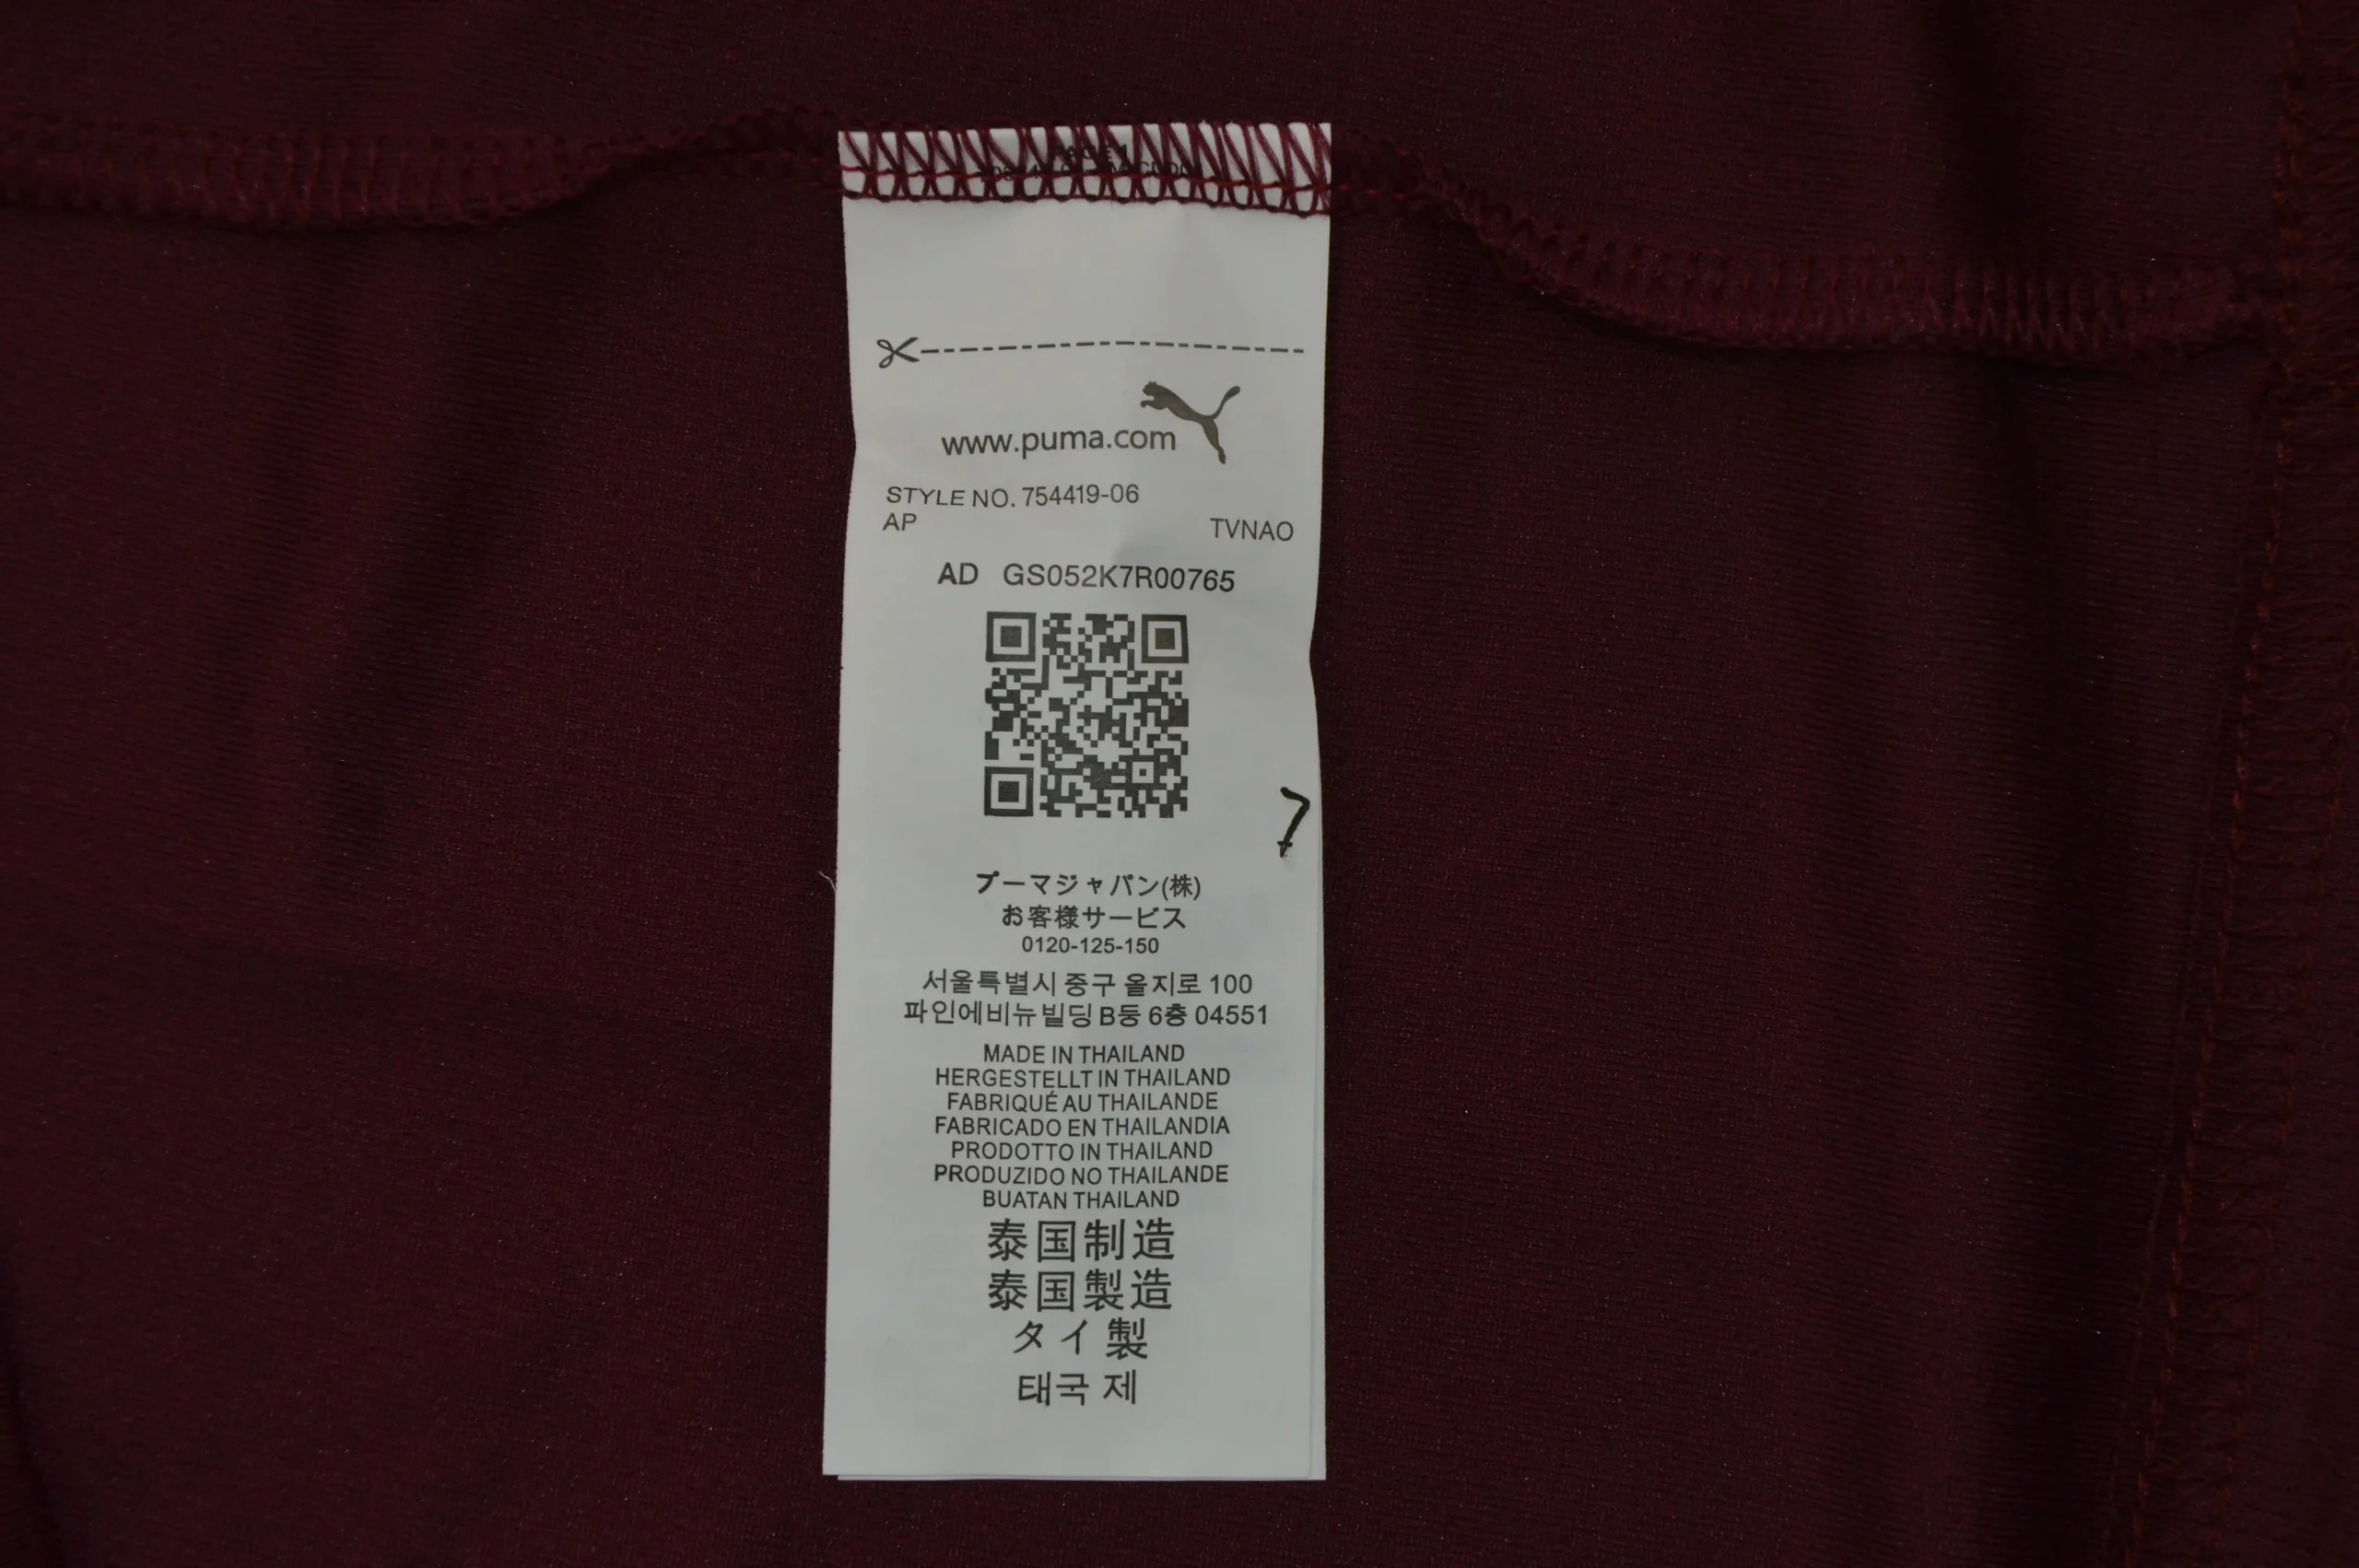 PAGE 1
www.puma.com
STYLE NO. 754419-06
AP TVNAO
AD GS052K7R00765
7
プーマジャパン(株)
お客様サービス
0120-125-150
서울특별시 중구 을지로 100
파인에비뉴빌딩 B동 6층 04551
MADE IN THAILAND
HERGESTELLT IN THAILAND
FABRIQUÉ AU THAILANDE
FABRICADO EN THAILANDIA
PRODOTTO IN THAILAND
PRODUZIDO NO THAILANDE
BUATAN THAILAND
泰国制造
泰国製造
タイ製
태국 제